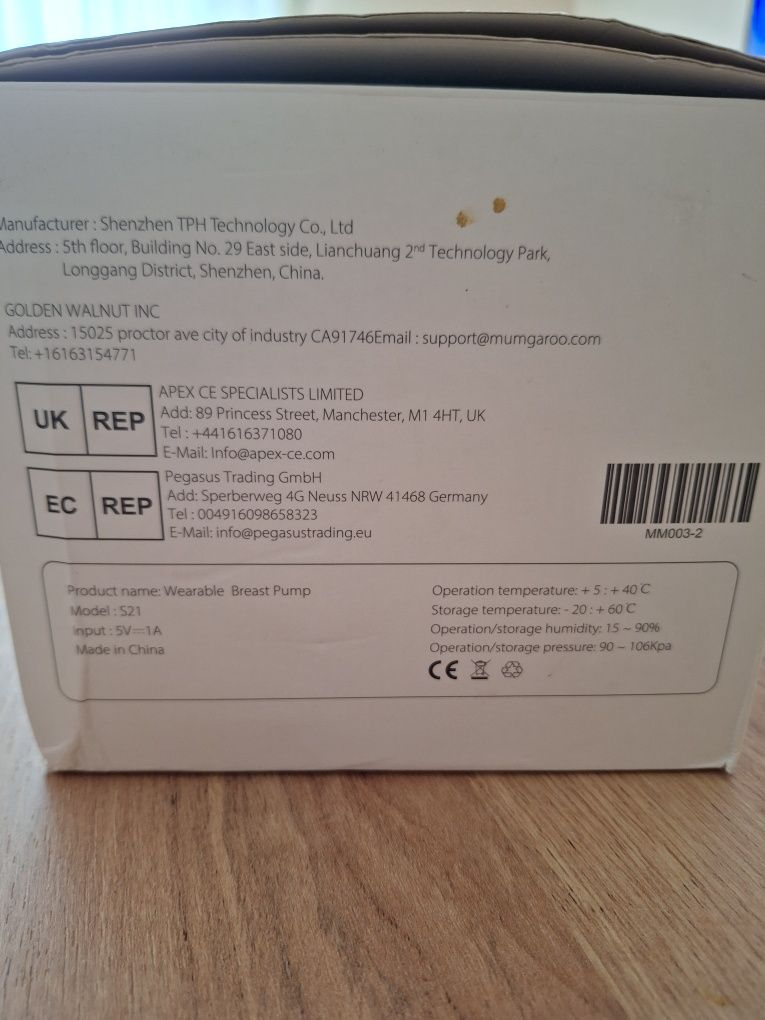 Manufacturer : Shenzhen TPH Technology Co., Ltd
Address : 5th floor, Building No. 29 East side, Lianchuang 2nd Technology Park,
Longgang District, Shenzhen, China.
GOLDEN WALNUT INC
Address : 15025 proctor ave city of industry CA91746Email : support@mumgaroo.com
Tel: +16163154771
UK REP
APEX CE SPECIALISTS LIMITED
Add: 89 Princess Street, Manchester, M1 4HT, UK
Tel : +441616371080
E-Mail: Info@apex-ce.com
EC REP
Pegasus Trading GmbH
Add: Sperberweg 4G Neuss NRW 41468 Germany
Tel : 004916098658323
E-Mail: info@pegasustrading.eu
MM003-2
Product name: Wearable Breast Pump
Model : S21
input : 5V⎓1A
Made in China
Operation temperature: + 5 : + 40°C
Storage temperature: - 20 : + 60°C
Operation/storage humidity: 15 ~ 90%
Operation/storage pressure: 90 ~ 106Kpa
CE